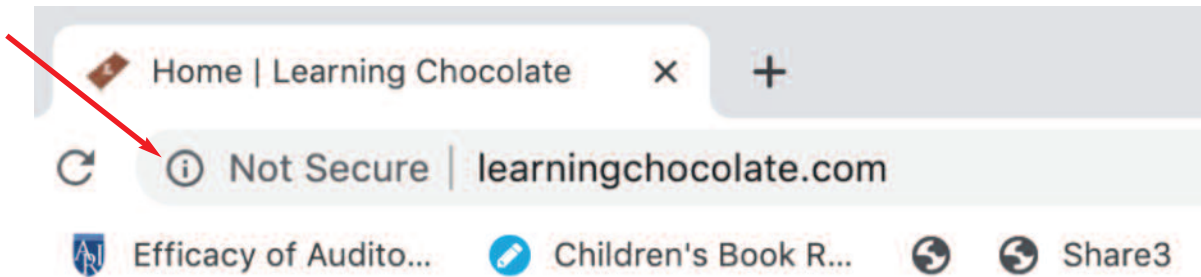 Home | Learning Chocolate
Not Secure | learningchocolate.com
Efficacy of Audito... Children's Book R... Share3